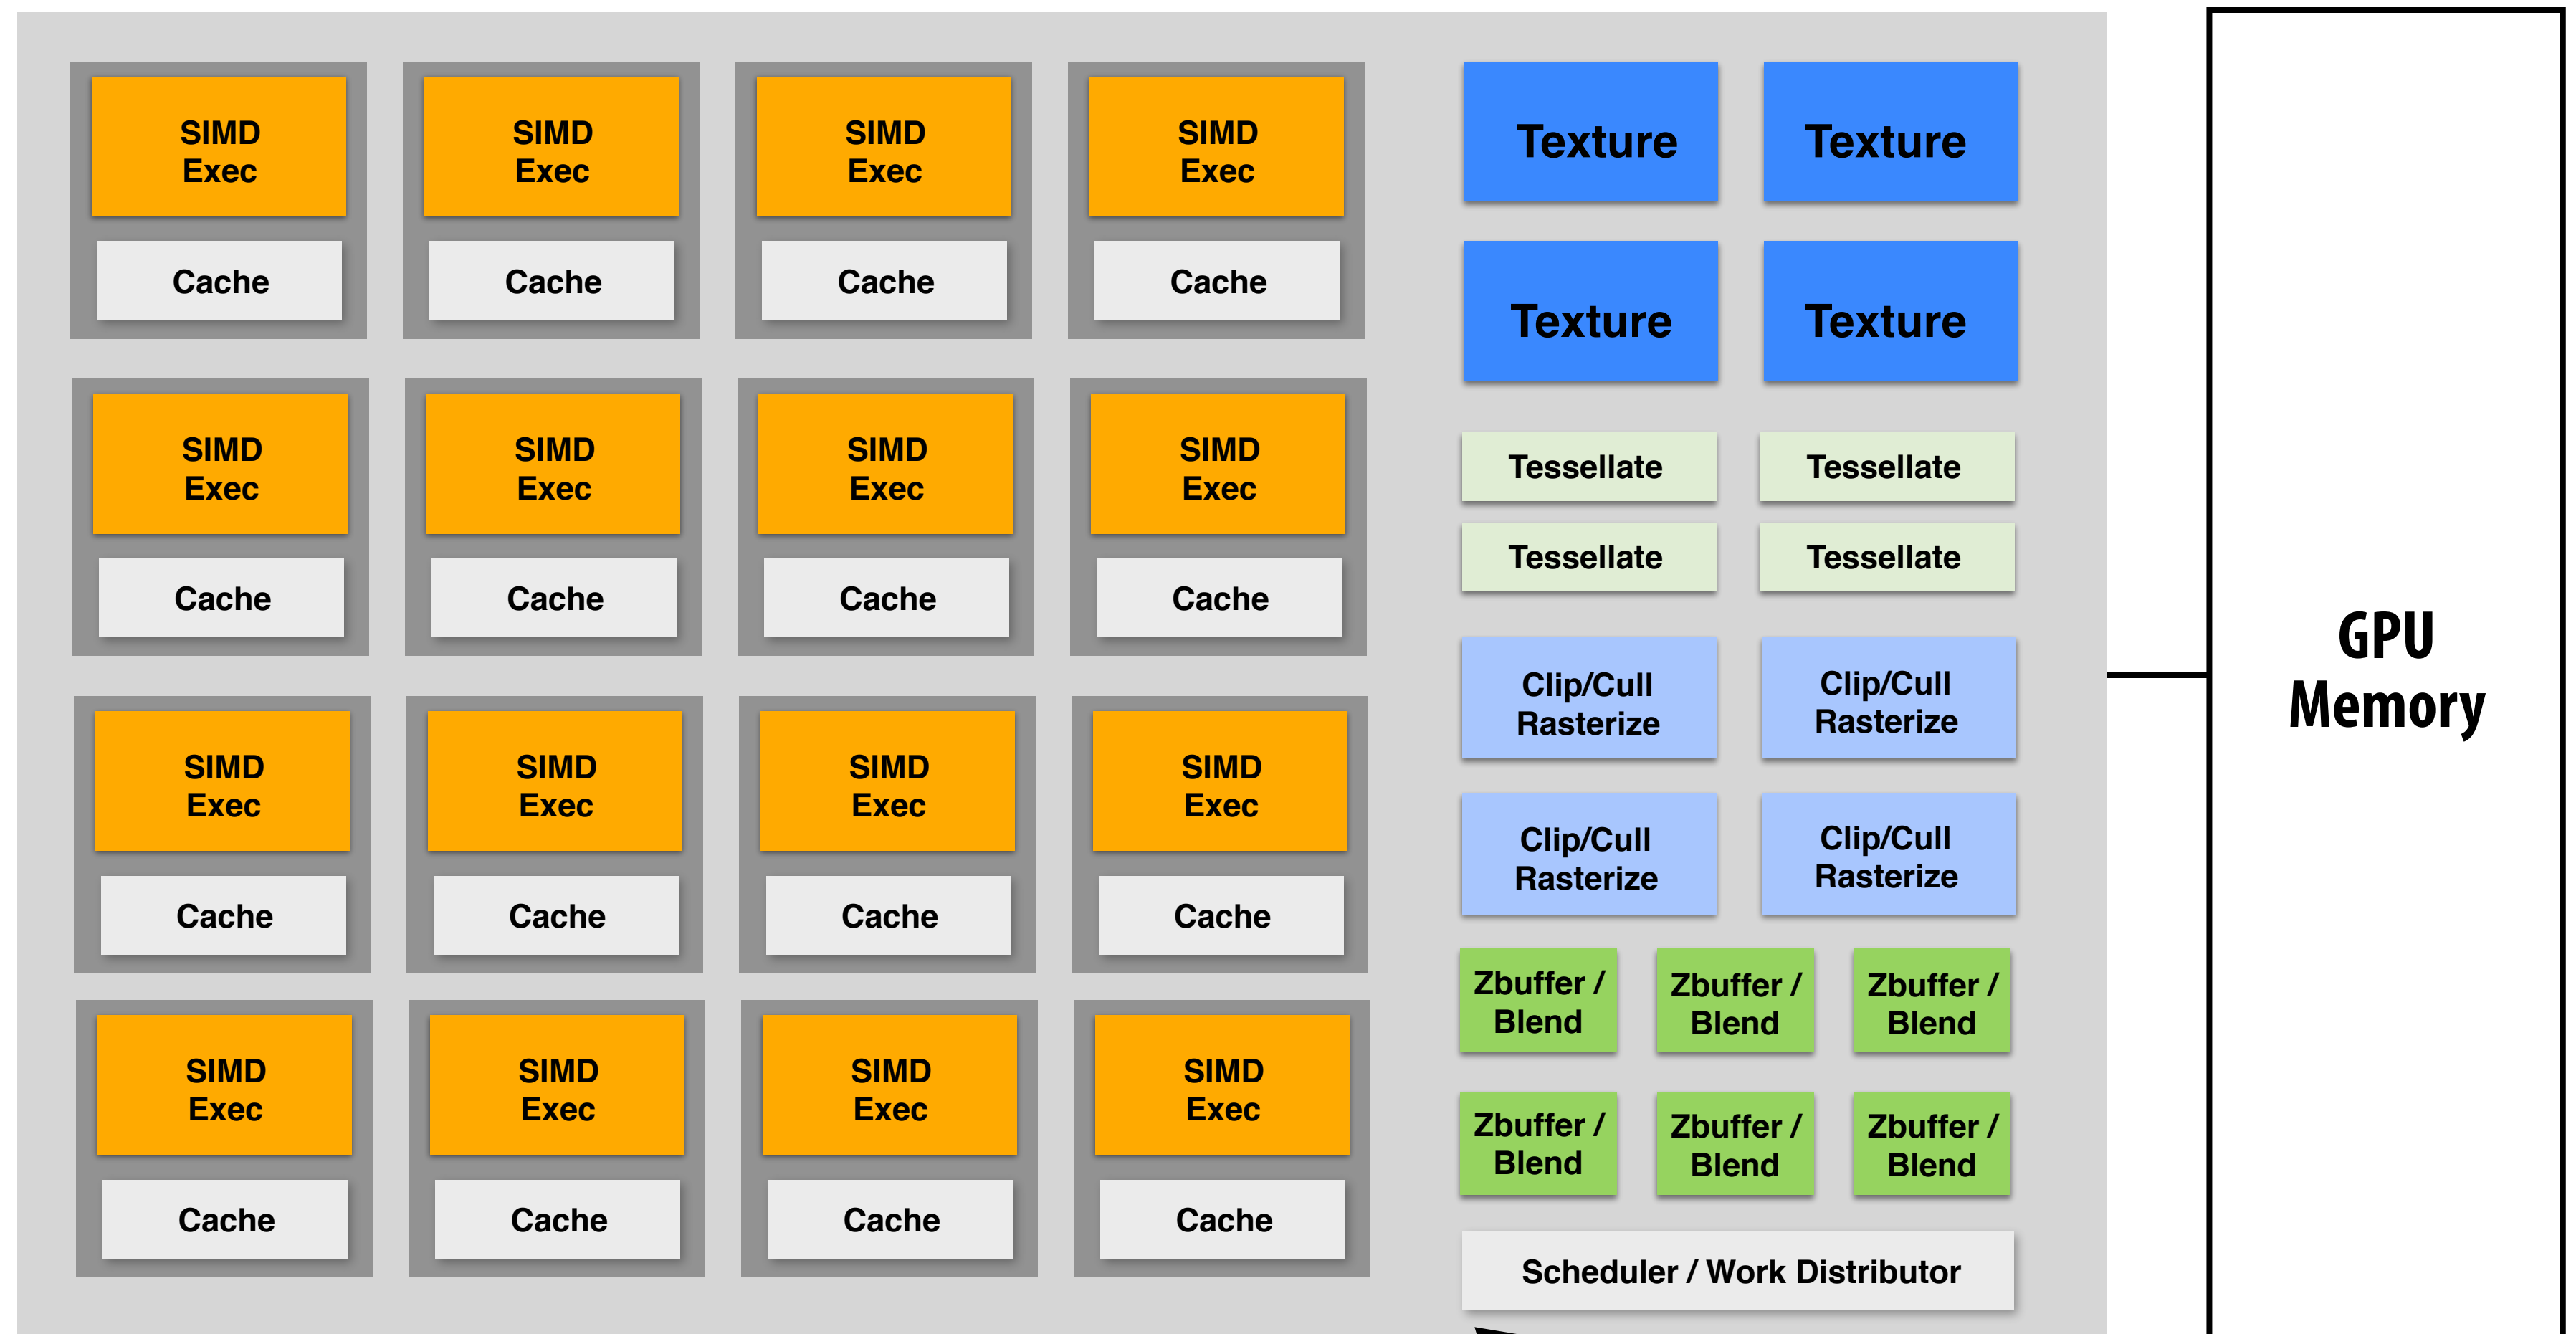 SIMD
Exec
Cache
SIMD
Exec
Cache
SIMD
Exec
Cache
SIMD
Exec
Cache
SIMD
Exec
Cache
SIMD
Exec
Cache
SIMD
Exec
Cache
SIMD
Exec
Cache
SIMD
Exec
Cache
SIMD
Exec
Cache
SIMD
Exec
Cache
SIMD
Exec
Cache
SIMD
Exec
Cache
SIMD
Exec
Cache
SIMD
Exec
Cache
SIMD
Exec
Cache
Texture
Texture
Texture
Texture
Tessellate
Tessellate
Tessellate
Tessellate
Clip/Cull
Rasterize
Clip/Cull
Rasterize
Clip/Cull
Rasterize
Clip/Cull
Rasterize
Zbuffer /
Blend
Zbuffer /
Blend
Zbuffer /
Blend
Zbuffer /
Blend
Zbuffer /
Blend
Zbuffer /
Blend
Scheduler / Work Distributor
GPU
Memory